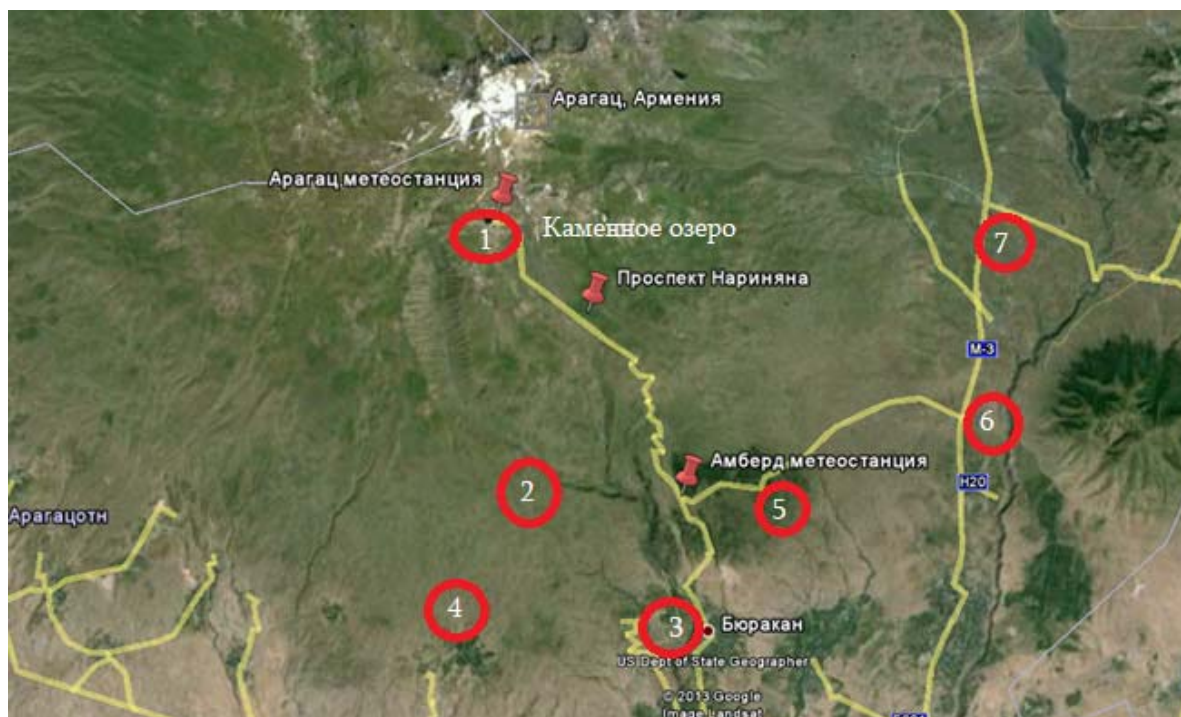 Арагац, Армения
Арагац метеостанция
1
Каменное озеро
7
Проспект Нариняна
М-3
6
Амберд метеостанция
2
H20
5
Арагацотн
4
3
Бюракан
US Dept of State Geographer
© 2013 Google
Image Landsat